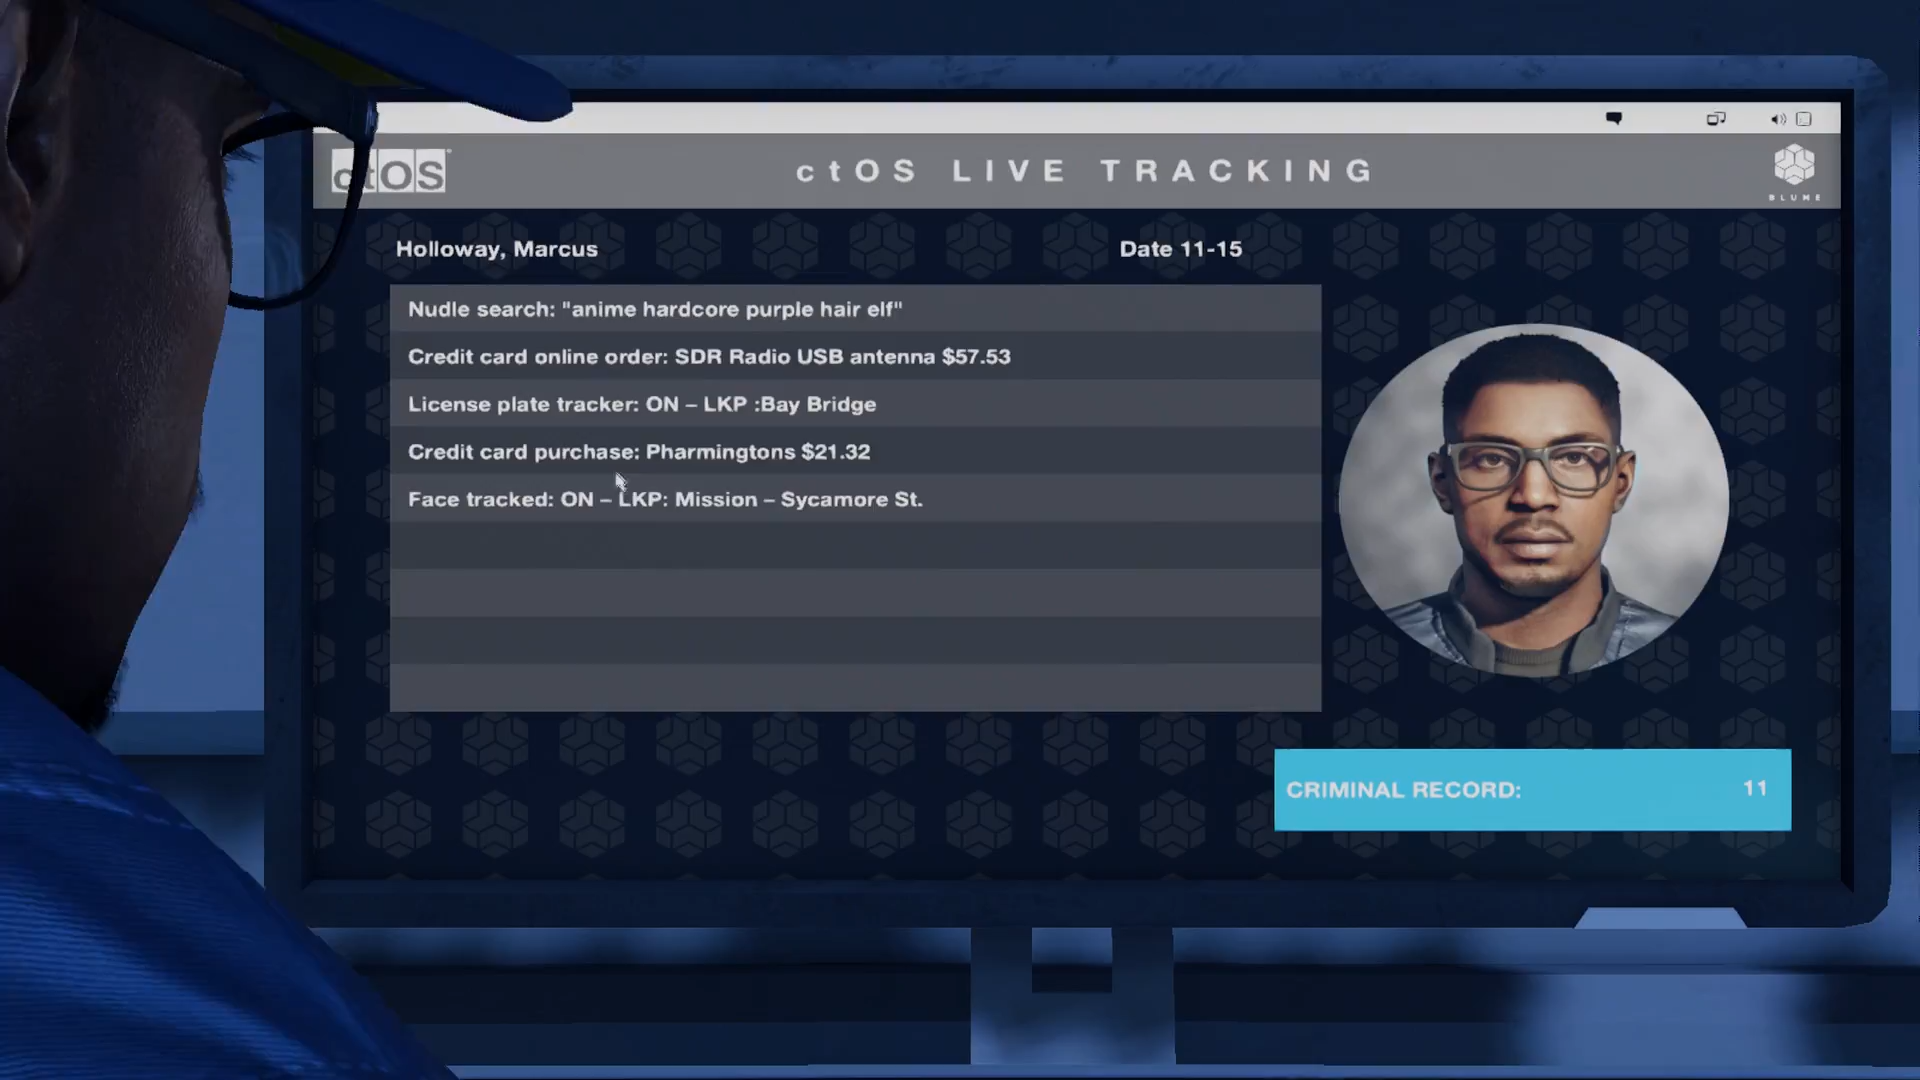 ctOS
ctOS LIVE TRACKING
BLUME
Holloway, Marcus
Date 11-15
Nudle search: "anime hardcore purple hair elf"
Credit card online order: SDR Radio USB antenna $57.53
License plate tracker: ON – LKP :Bay Bridge
Credit card purchase: Pharmingtons $21.32
Face tracked: ON – LKP: Mission – Sycamore St.
CRIMINAL RECORD: 11